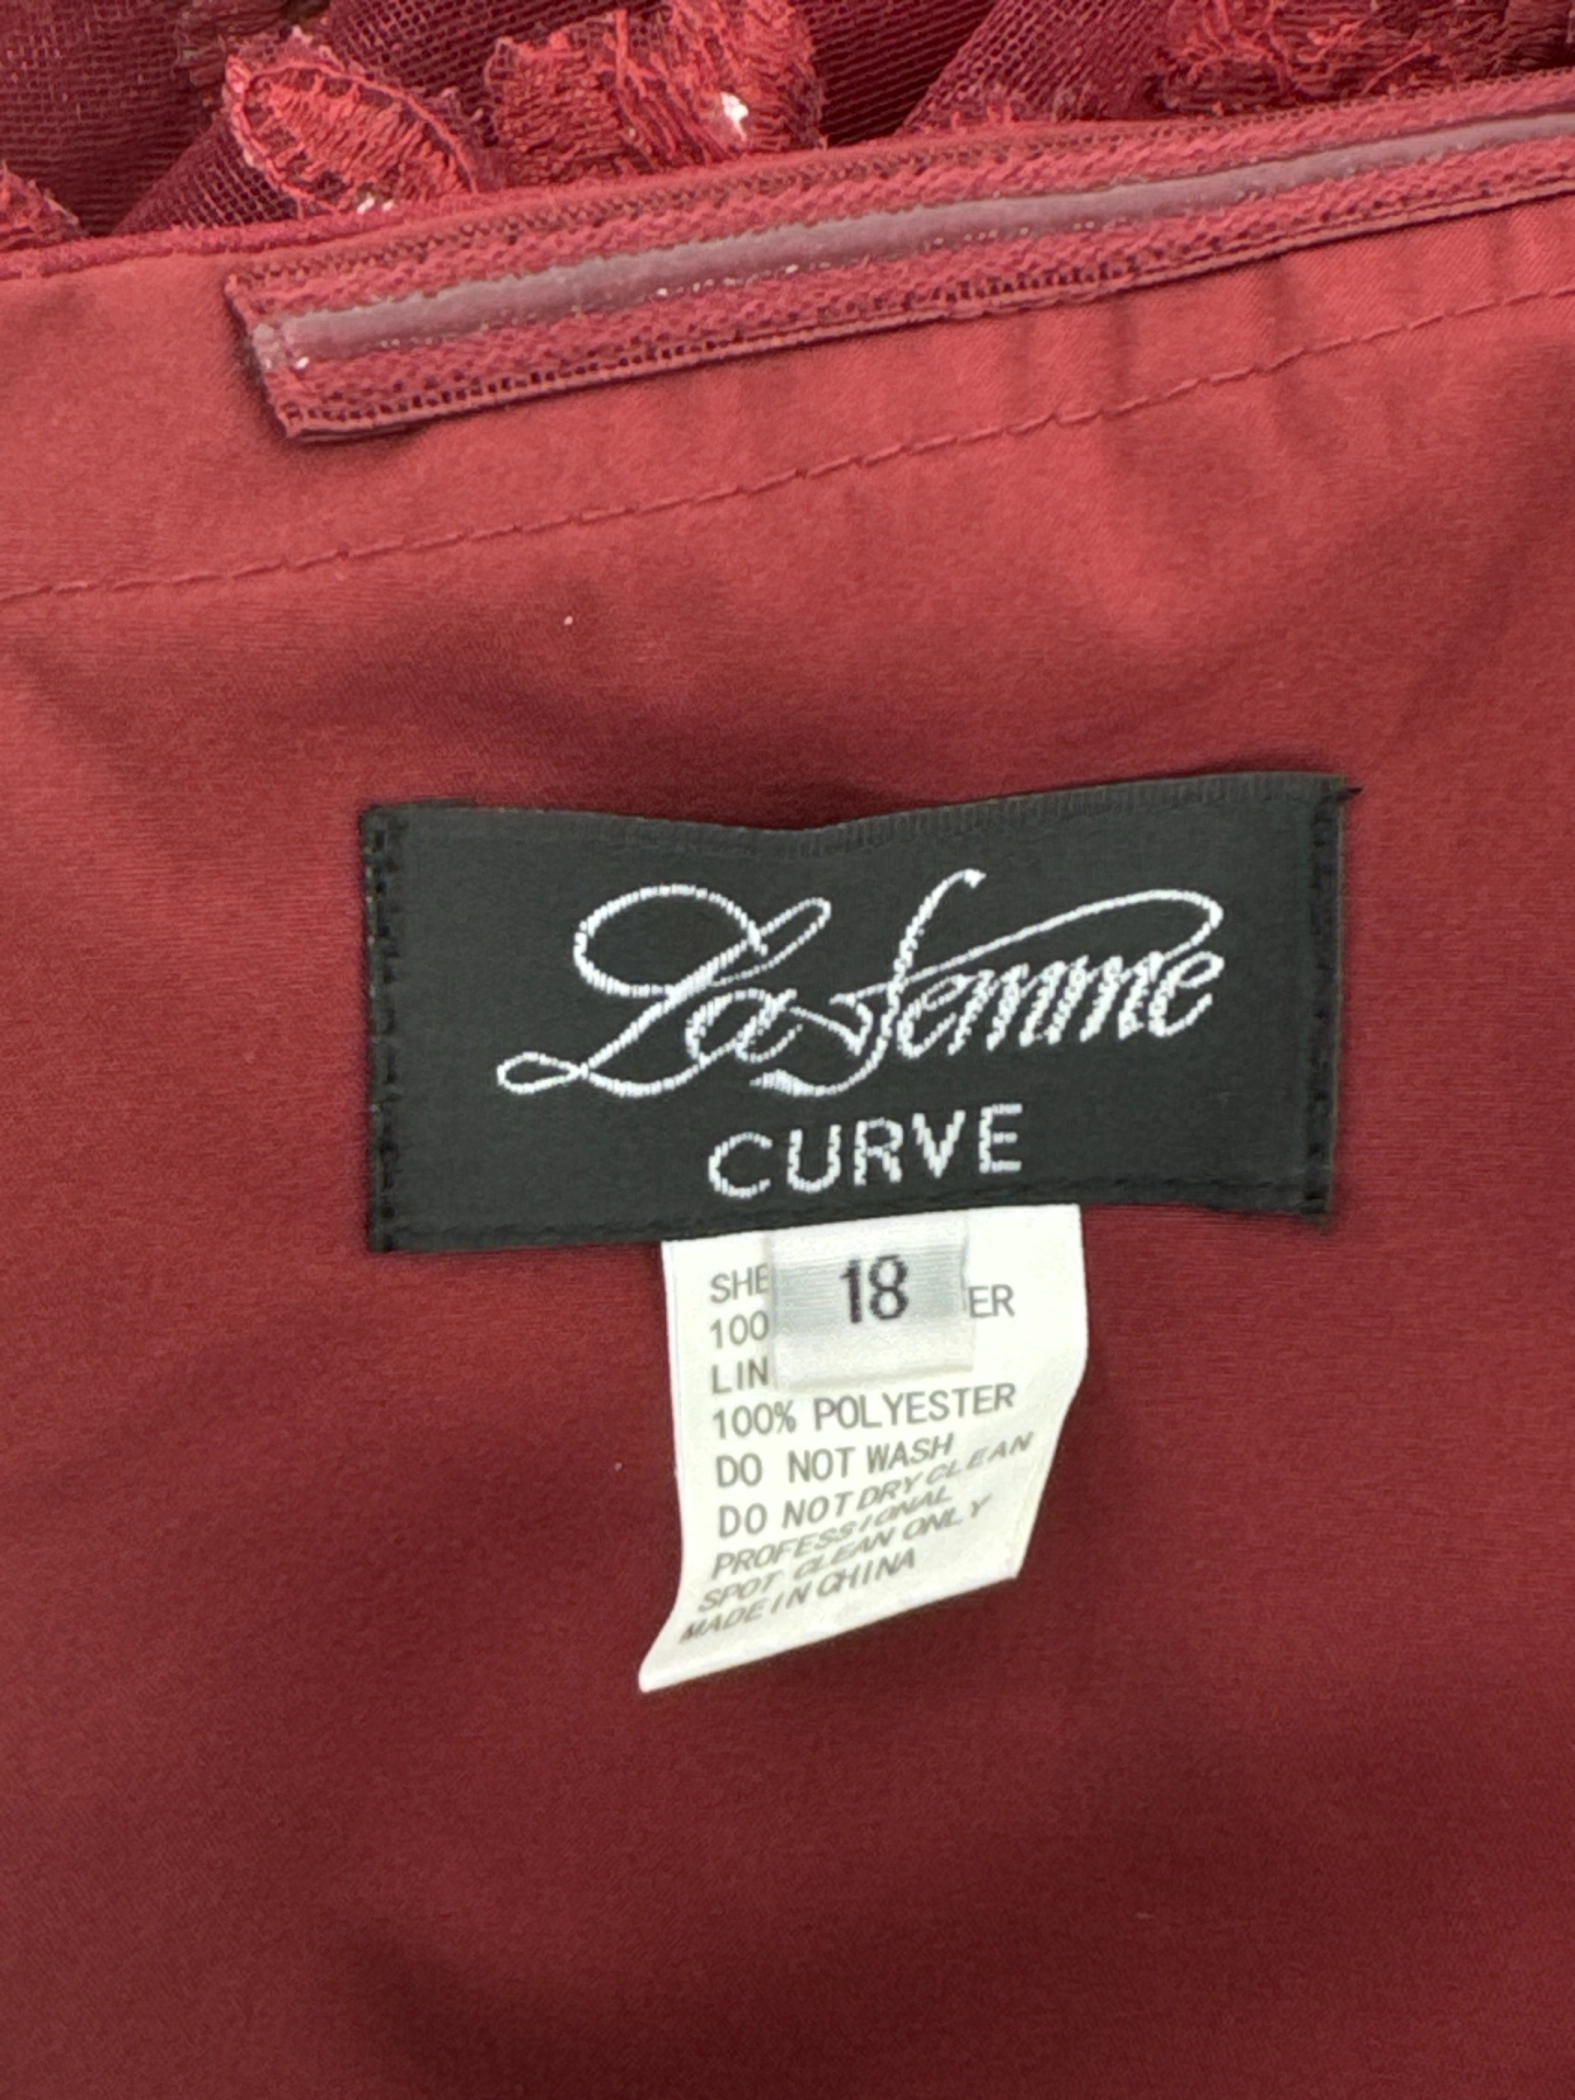 La Femme
CURVE
18
SHE
100 ER
LIN
100% POLYESTER
DO NOT WASH
DO NOT DRY CLEAN
PROFESSIONAL
SPOT CLEAN ONLY
MADE IN CHINA